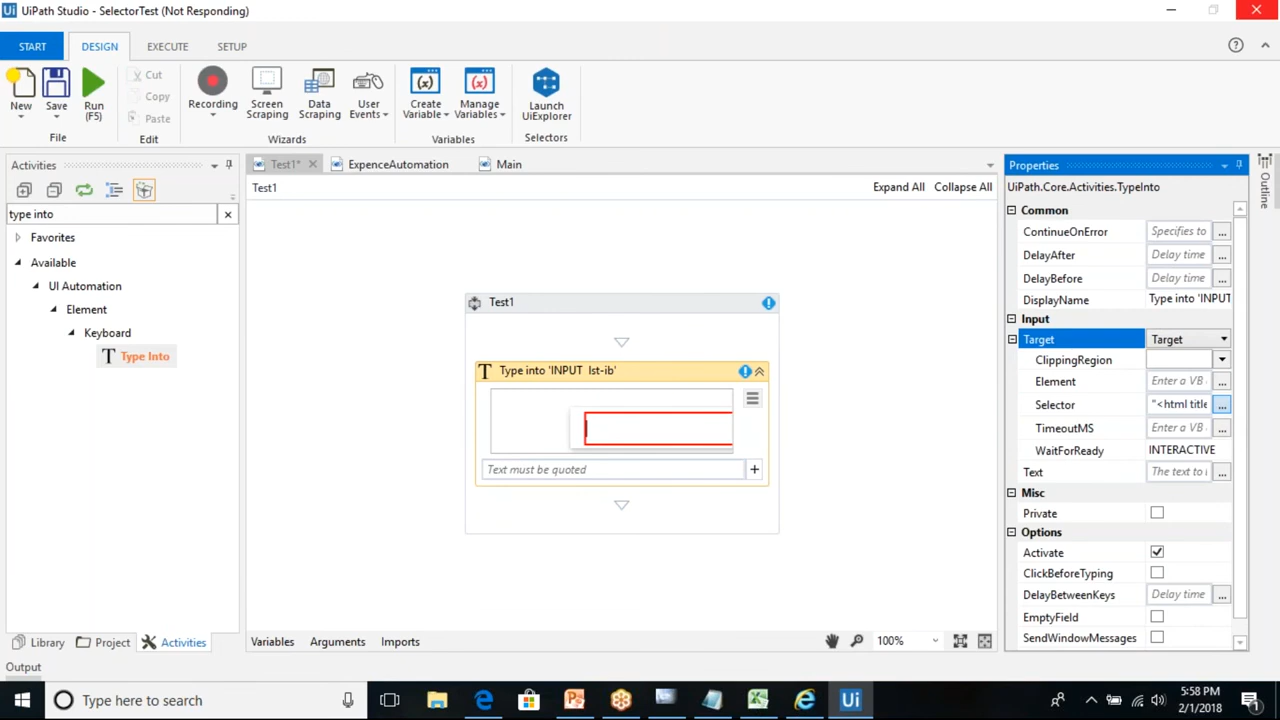 Ui UiPath Studio - SelectorTest (Not Responding)
START DESIGN EXECUTE SETUP
New Save Run (F5)
Cut
Copy
Paste
Recording Screen Scraping Data Scraping User Events
Create Variable Manage Variables Launch UiExplorer
File Edit Wizards Variables Selectors
Activities
type into
Favorites
Available
UI Automation
Element
Keyboard
T Type Into
Library Project Activities
Output
Test1* ExpenceAutomation Main
Test1 Expand All Collapse All
Test1
T Type into 'INPUT lst-ib'
Text must be quoted
Variables Arguments Imports 100%
Properties
UiPath.Core.Activities.TypeInto
Common
ContinueOnError Specifies to ...
DelayAfter Delay time ...
DelayBefore Delay time ...
DisplayName Type into 'INPUT
Input
Target Target
ClippingRegion
Element Enter a VB ...
Selector "<html title ...
TimeoutMS Enter a VB ...
WaitForReady INTERACTIVE
Text The text to ...
Misc
Private
Options
Activate
ClickBeforeTyping
DelayBetweenKeys Delay time ...
EmptyField
SendWindowMessages
Outline
Type here to search
Ui
5:58 PM
2/1/2018
1